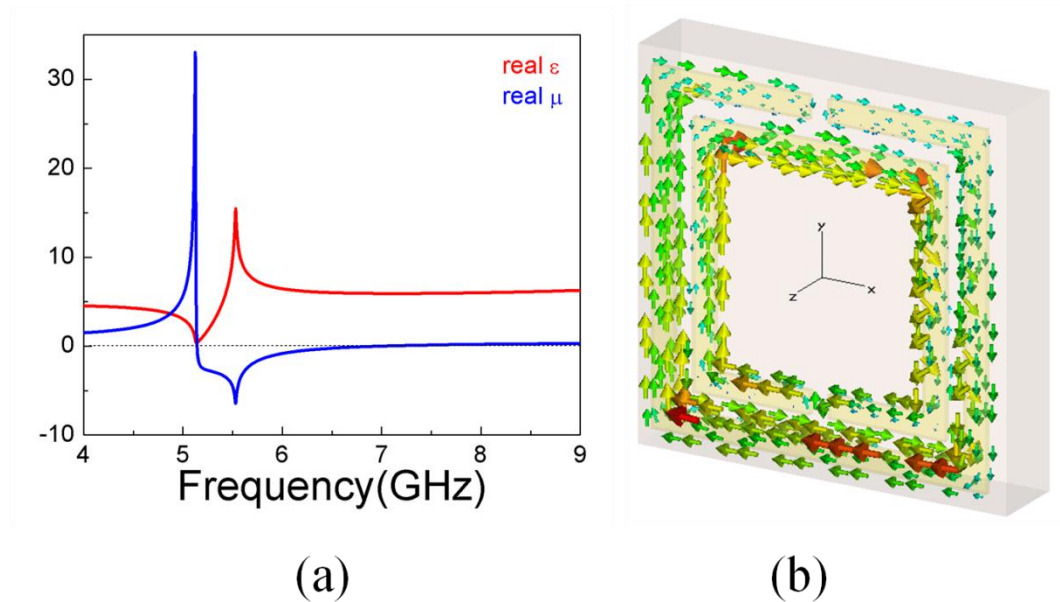 real ε
real μ
30
20
10
0
-10
4 5 6 7 8 9
Frequency(GHz)
y
z
x
(a) (b)